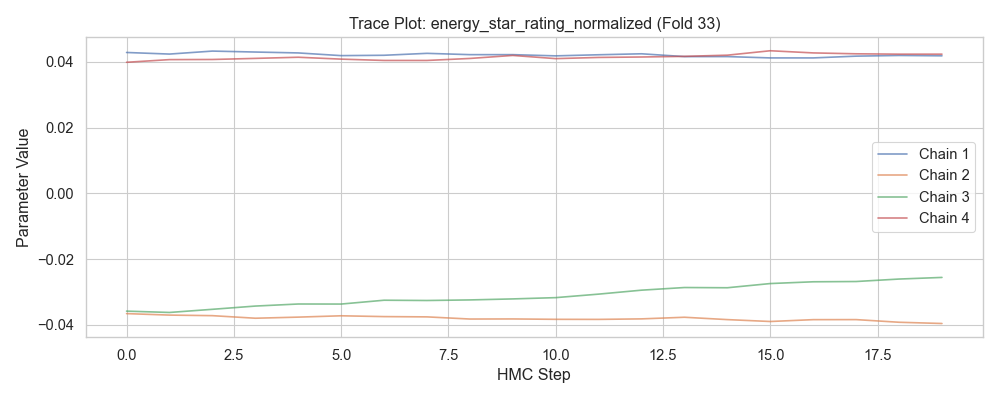 Trace Plot: energy_star_rating_normalized (Fold 33)
Parameter Value
0.04
0.02
0.00
−0.02
−0.04
Chain 1
Chain 2
Chain 3
Chain 4
0.0 2.5 5.0 7.5 10.0 12.5 15.0 17.5
HMC Step